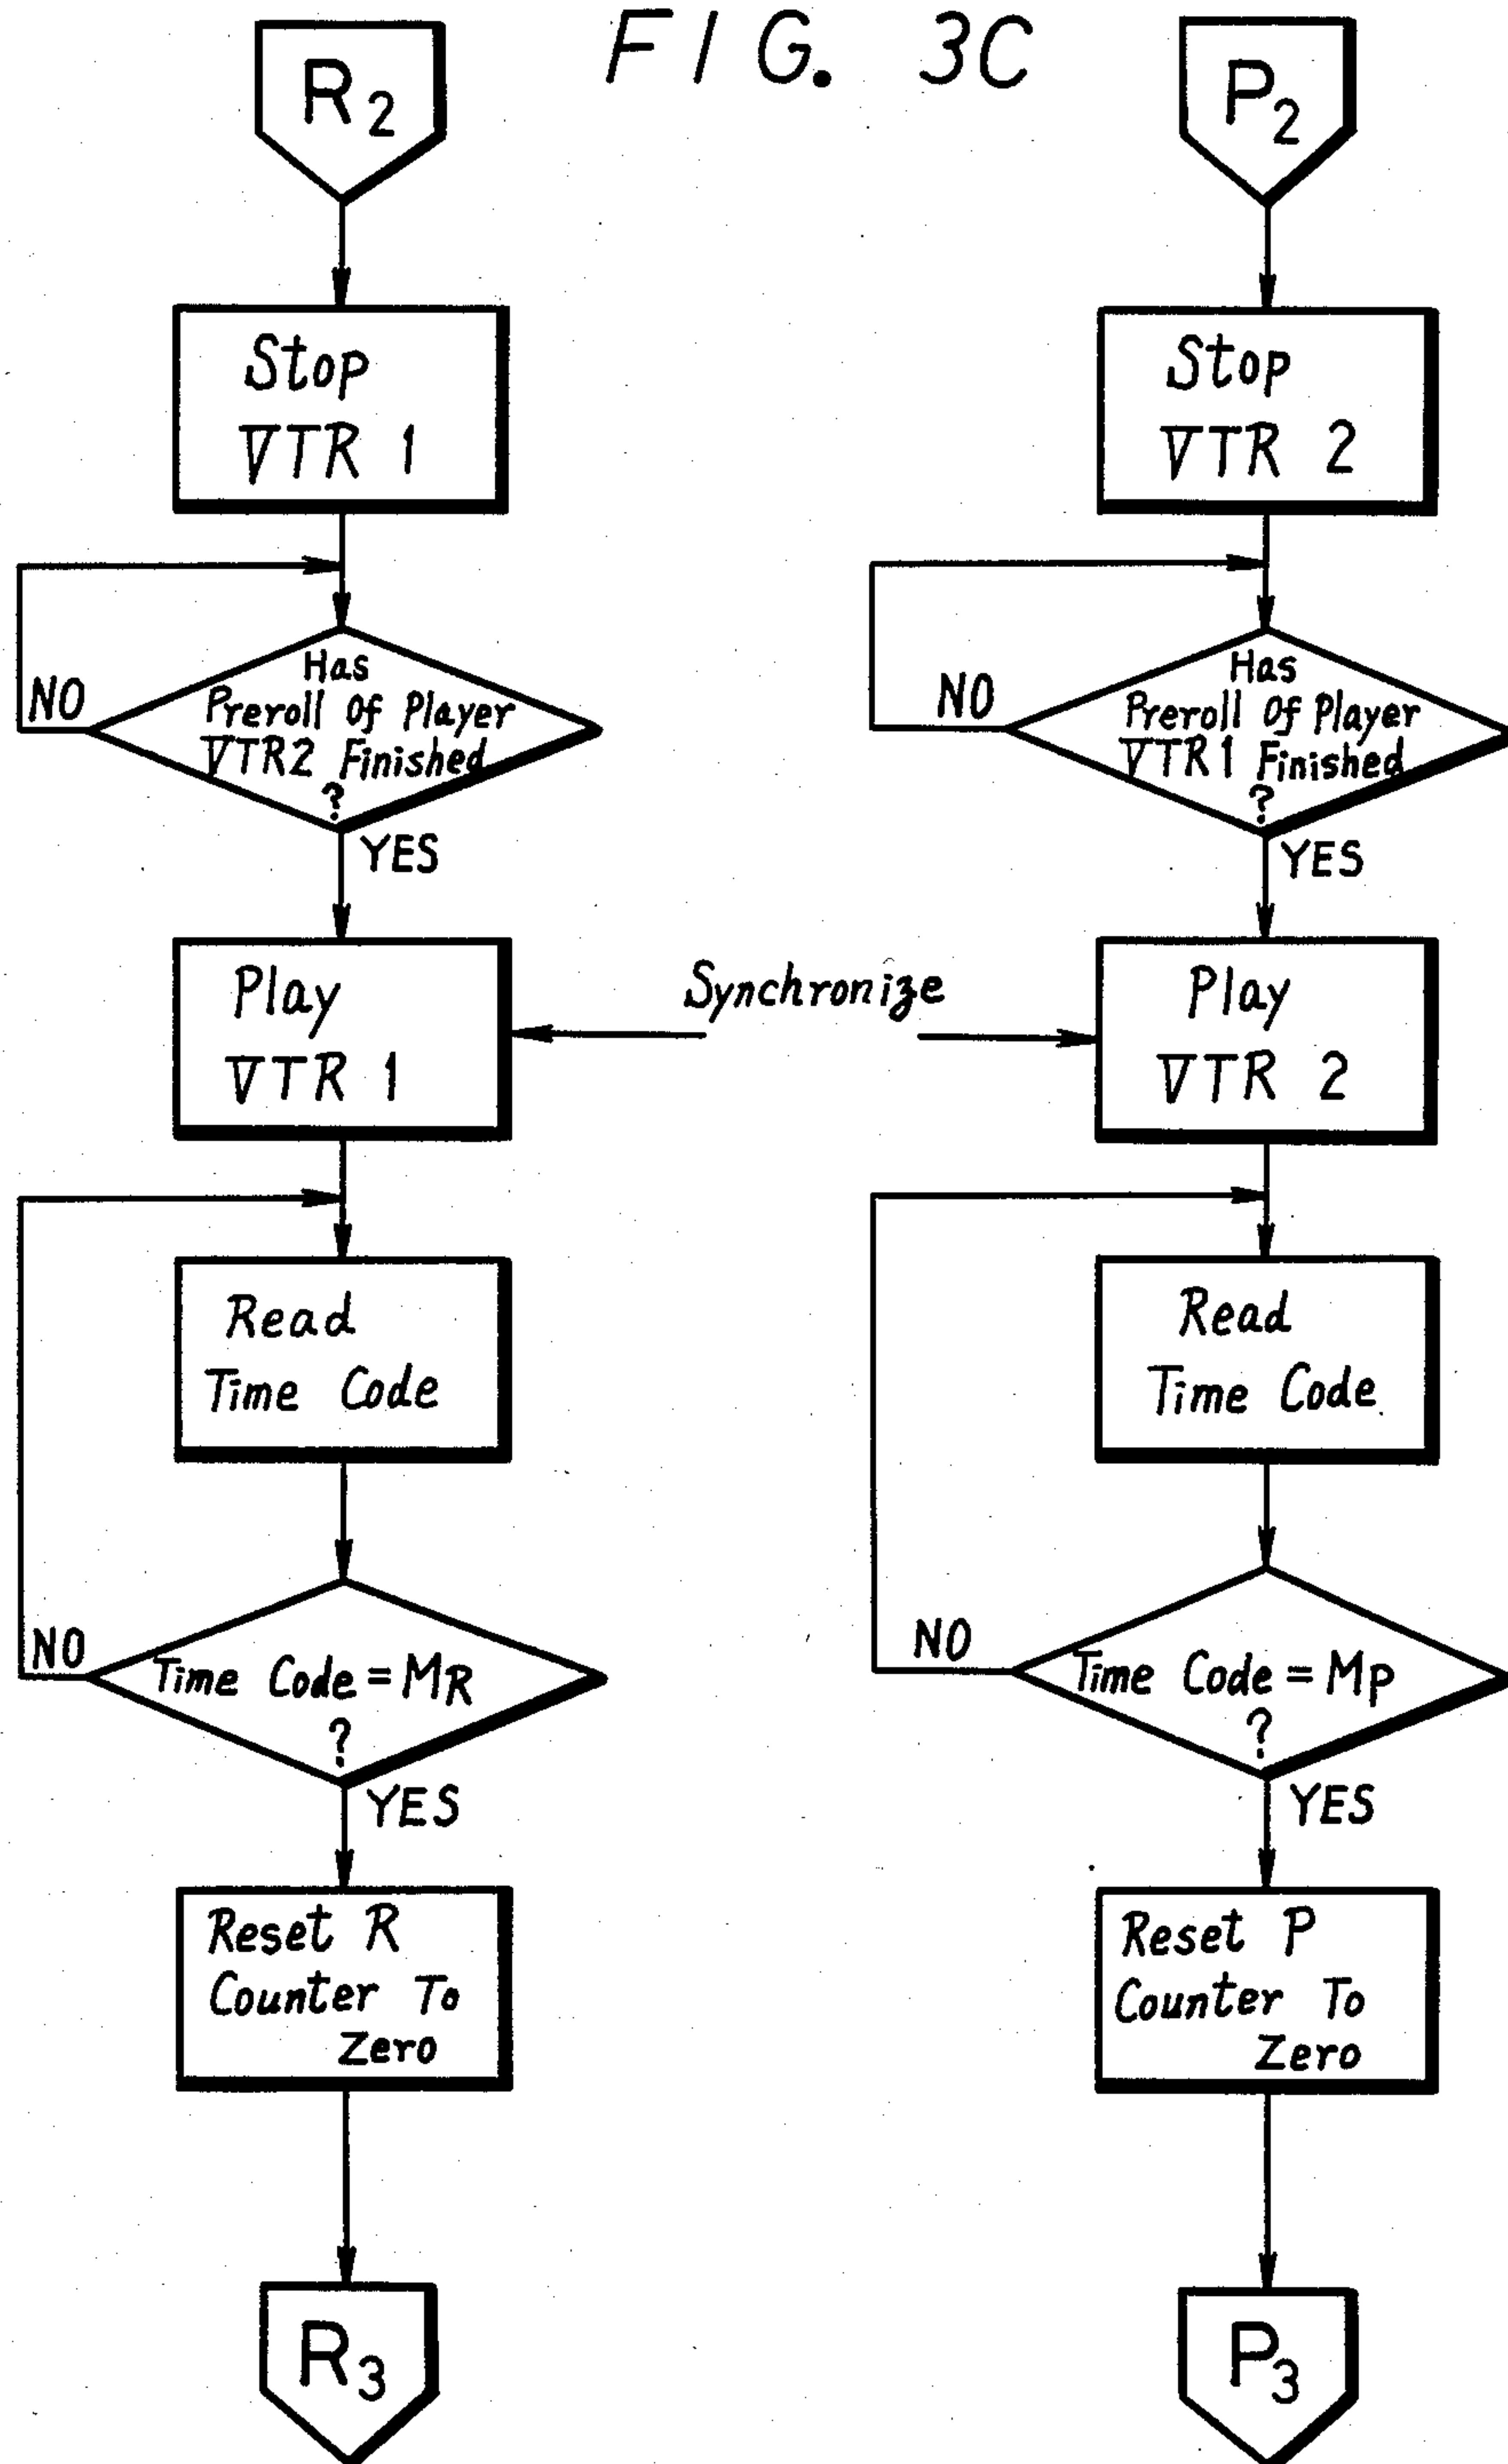 FIG. 3C
R2
Stop
VTR 1
NO
Has
Preroll Of Player
VTR2 Finished
?
YES
Play
VTR 1
Synchronize
Read
Time Code
NO
Time Code = MR
?
YES
Reset R
Counter To
Zero
R3
P2
Stop
VTR 2
NO
Has
Preroll Of Player
VTR1 Finished
?
YES
Play
VTR 2
Read
Time Code
NO
Time Code = MP
?
YES
Reset P
Counter To
Zero
P3